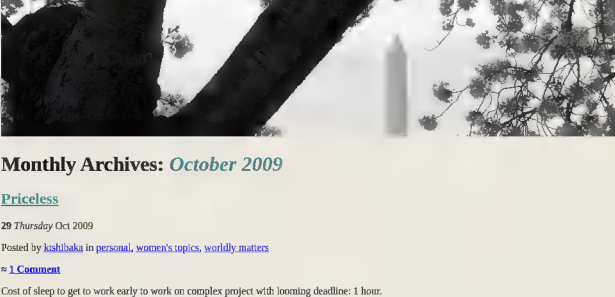 Monthly Archives: October 2009
Priceless
29 Thursday Oct 2009
Posted by ktshibaka in personal, women's topics, worldly matters
≈ 1 Comment
Cost of sleep to get to work early to work on complex project with looming deadline: 1 hour.